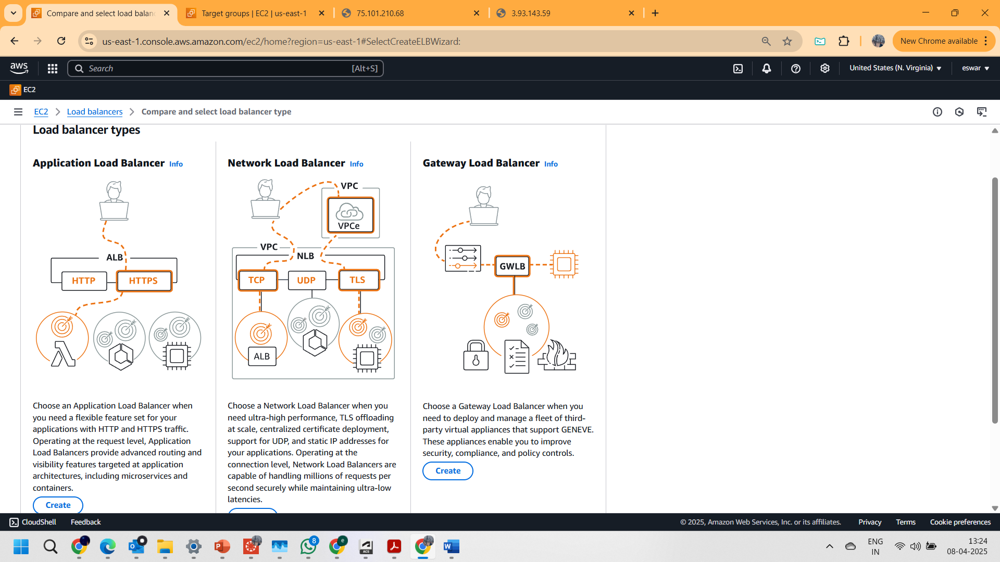 Compare and select load balanc
Target groups | EC2 | us-east-1
75.101.210.68
3.93.143.59
us-east-1.console.aws.amazon.com/ec2/home?region=us-east-1#SelectCreateELBWizard:
New Chrome available
aws
Search
[Alt+S]
United States (N. Virginia)
eswar
EC2
EC2
Load balancers
Compare and select load balancer type
Load balancer types
Application Load Balancer Info
ALB
HTTP
HTTPS
Choose an Application Load Balancer when
you need a flexible feature set for your
applications with HTTP and HTTPS traffic.
Operating at the request level, Application
Load Balancers provide advanced routing and
visibility features targeted at application
architectures, including microservices and
containers.
Create
Network Load Balancer Info
VPC
VPCe
VPC
NLB
TCP
UDP
TLS
ALB
Choose a Network Load Balancer when you
need ultra-high performance, TLS offloading
at scale, centralized certificate deployment,
support for UDP, and static IP addresses for
your applications. Operating at the
connection level, Network Load Balancers are
capable of handling millions of requests per
second securely while maintaining ultra-low
latencies.
Gateway Load Balancer Info
GWLB
Choose a Gateway Load Balancer when you
need to deploy and manage a fleet of third-
party virtual appliances that support GENEVE.
These appliances enable you to improve
security, compliance, and policy controls.
Create
CloudShell
Feedback
© 2025, Amazon Web Services, Inc. or its affiliates.
Privacy
Terms
Cookie preferences
8
e
ACS
ENG
IN
13:24
08-04-2025